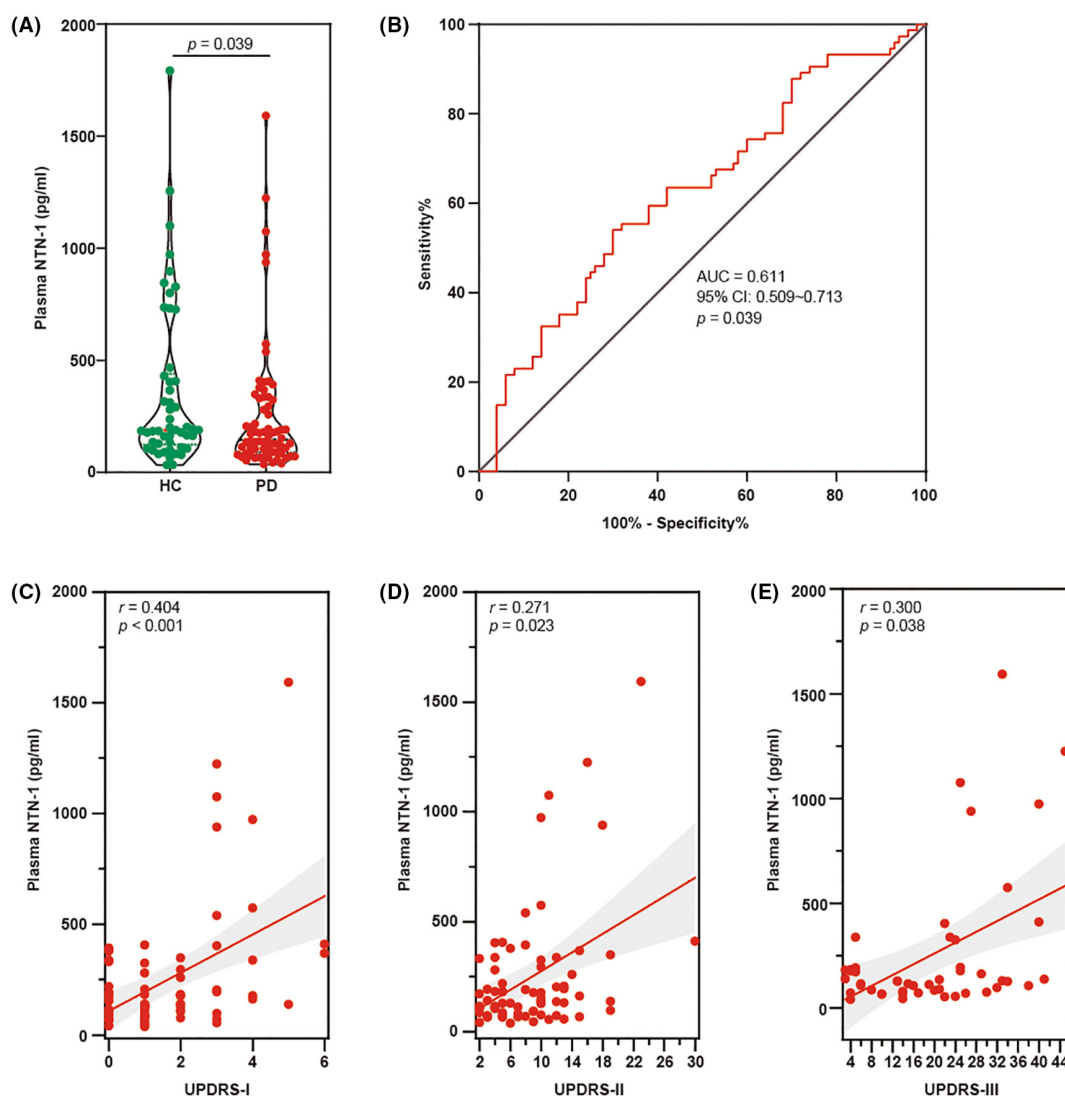 (A)
p = 0.039
2000
1500
1000
500
0
Plasma NTN-1 (pg/ml)
HC PD
(B)
100
80
60
40
20
0
Sensitivity%
AUC = 0.611
95% CI: 0.509~0.713
p = 0.039
0 20 40 60 80 100
100% - Specificity%
(C)
r = 0.404
p < 0.001
2000
1500
1000
500
0
Plasma NTN-1 (pg/ml)
0 2 4 6
UPDRS-I
(D)
r = 0.271
p = 0.023
2000
1500
1000
500
0
Plasma NTN-1 (pg/ml)
2 6 10 14 18 22 26 30
UPDRS-II
(E)
r = 0.300
p = 0.038
2000
1500
1000
500
0
Plasma NTN-1 (pg/ml)
4 8 12 16 20 24 28 32 36 40 44
UPDRS-III